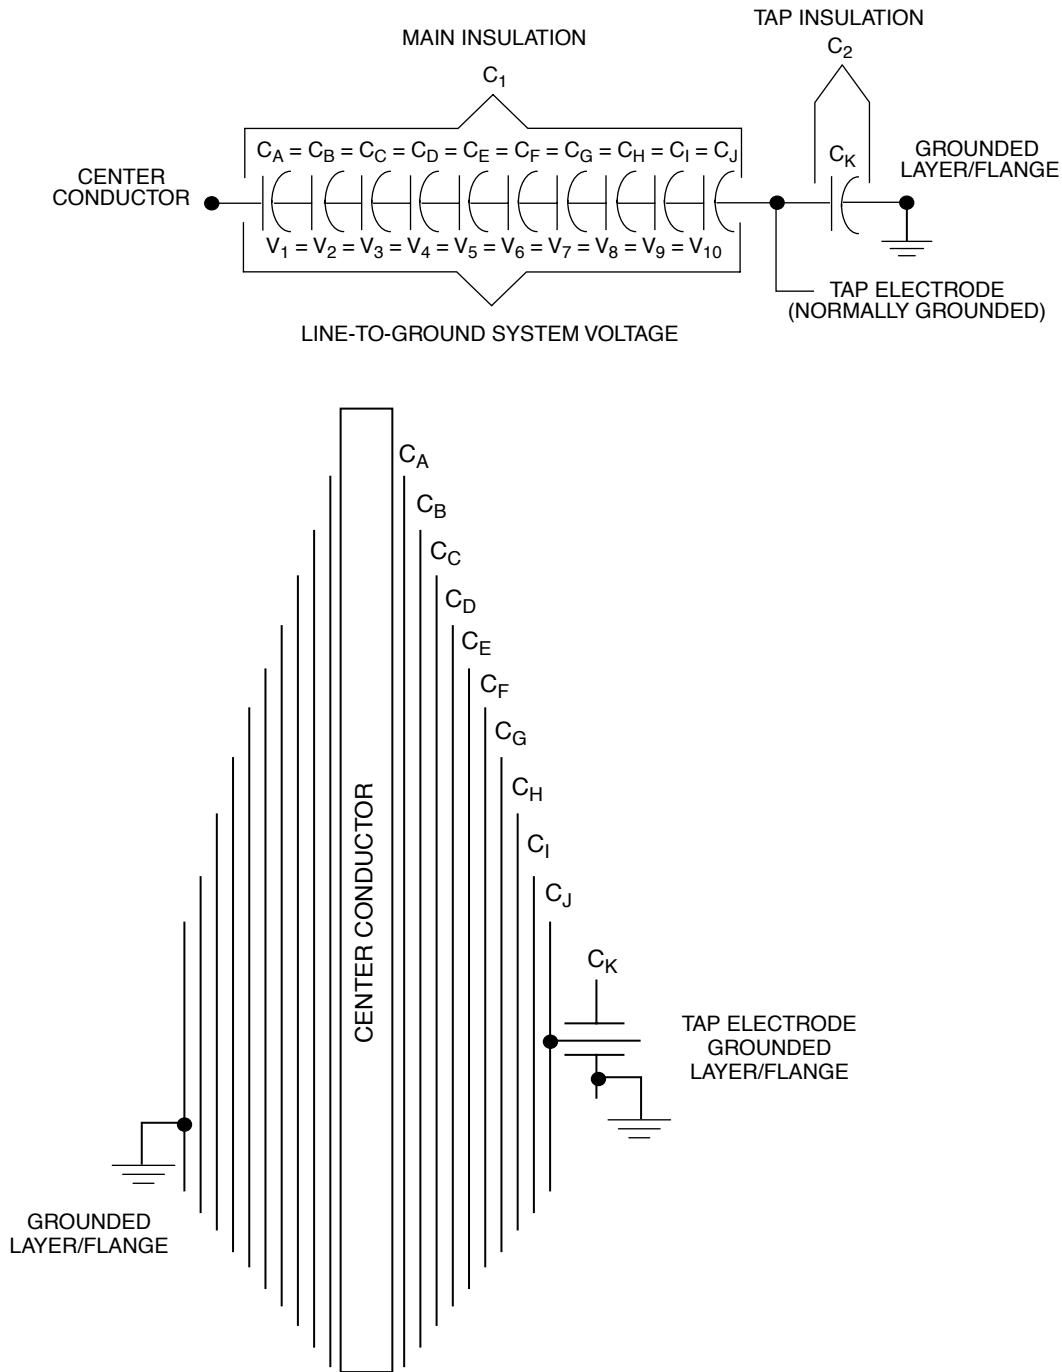 TAP INSULATION
C2
MAIN INSULATION
C1
CA = CB = CC = CD = CE = CF = CG = CH = CI = CJ
CK
GROUNDED
LAYER/FLANGE
CENTER
CONDUCTOR
V1 = V2 = V3 = V4 = V5 = V6 = V7 = V8 = V9 = V10
TAP ELECTRODE
(NORMALLY GROUNDED)
LINE-TO-GROUND SYSTEM VOLTAGE
CA
CB
CC
CD
CE
CF
CG
CH
CI
CJ
CK
CENTER CONDUCTOR
TAP ELECTRODE
GROUNDED
LAYER/FLANGE
GROUNDED
LAYER/FLANGE